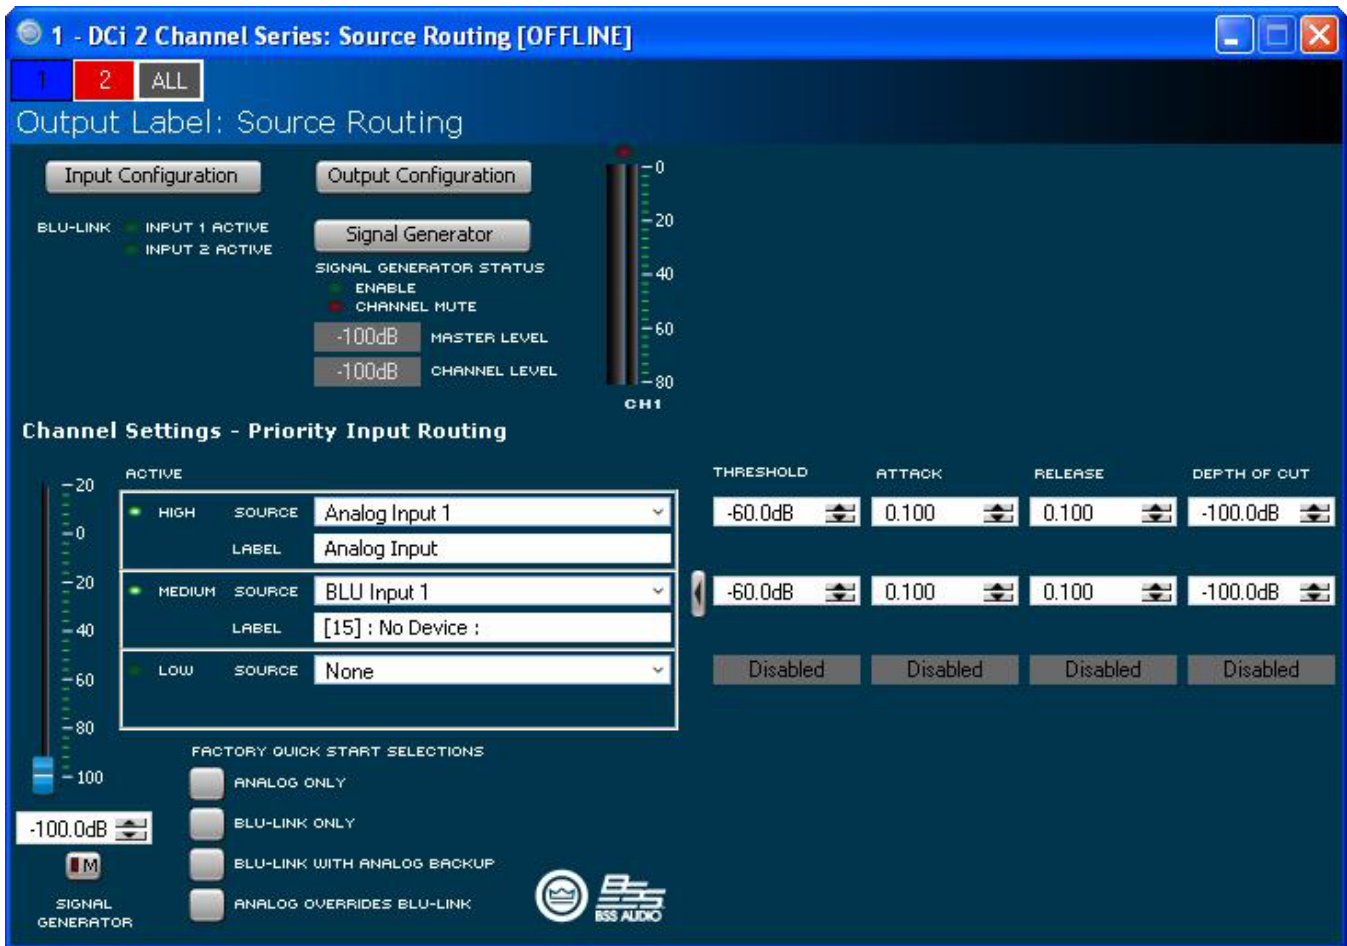 1 - DCi 2 Channel Series: Source Routing [OFFLINE]
1 2 ALL
Output Label: Source Routing
Input Configuration
Output Configuration
BLU-LINK INPUT 1 ACTIVE
INPUT 2 ACTIVE
Signal Generator
SIGNAL GENERATOR STATUS
ENABLE
CHANNEL MUTE
-100dB MASTER LEVEL
-100dB CHANNEL LEVEL
0
-20
-40
-60
-80
CH1
Channel Settings - Priority Input Routing
-20
-0
-20
-40
-60
-80
-100
-100.0dB
M
SIGNAL
GENERATOR
ACTIVE
HIGH SOURCE Analog Input 1
LABEL Analog Input
MEDIUM SOURCE BLU Input 1
LABEL [15] : No Device :
LOW SOURCE None
THRESHOLD ATTACK RELEASE DEPTH OF CUT
-60.0dB 0.100 0.100 -100.0dB
-60.0dB 0.100 0.100 -100.0dB
Disabled Disabled Disabled Disabled
FACTORY QUICK START SELECTIONS
ANALOG ONLY
BLU-LINK ONLY
BLU-LINK WITH ANALOG BACKUP
ANALOG OVERRIDES BLU-LINK
BSS
BSS AUDIO